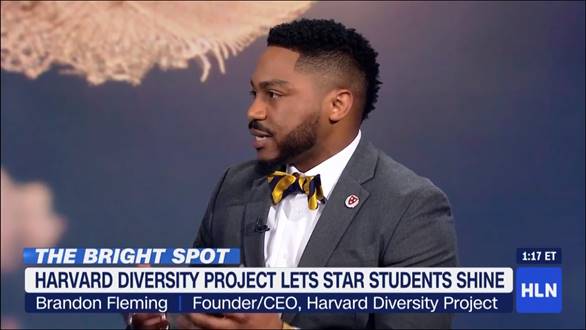 THE BRIGHT SPOT
1:17 ET
HARVARD DIVERSITY PROJECT LETS STAR STUDENTS SHINE
Brandon Fleming | Founder/CEO, Harvard Diversity Project
HLN